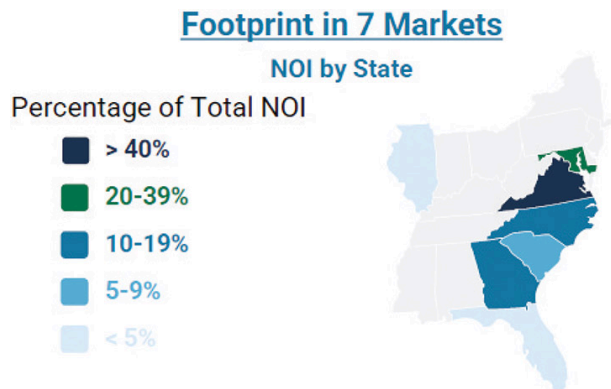 Footprint in 7 Markets
NOI by State
Percentage of Total NOI
> 40%
20-39%
10-19%
5-9%
< 5%